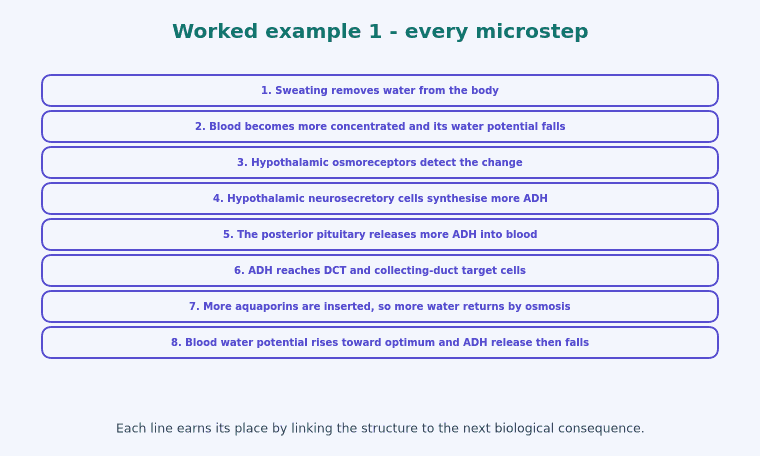 Worked example 1 - every microstep
1. Sweating removes water from the body
2. Blood becomes more concentrated and its water potential falls
3. Hypothalamic osmoreceptors detect the change
4. Hypothalamic neurosecretory cells synthesise more ADH
5. The posterior pituitary releases more ADH into blood
6. ADH reaches DCT and collecting-duct target cells
7. More aquaporins are inserted, so more water returns by osmosis
8. Blood water potential rises toward optimum and ADH release then falls
Each line earns its place by linking the structure to the next biological consequence.